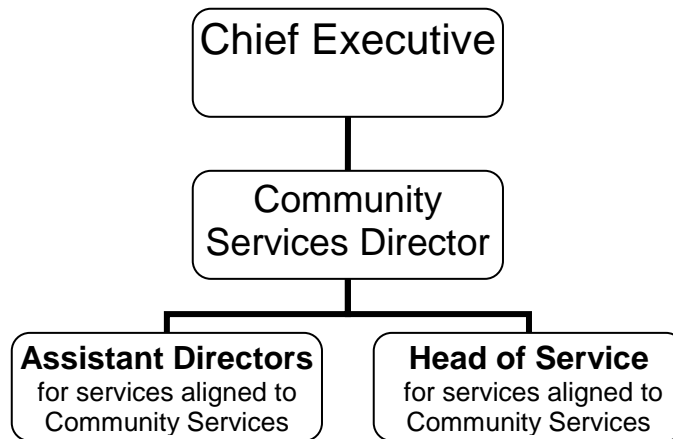 Chief Executive
Community
Services Director
Assistant Directors
for services aligned to
Community Services
Head of Service
for services aligned to
Community Services